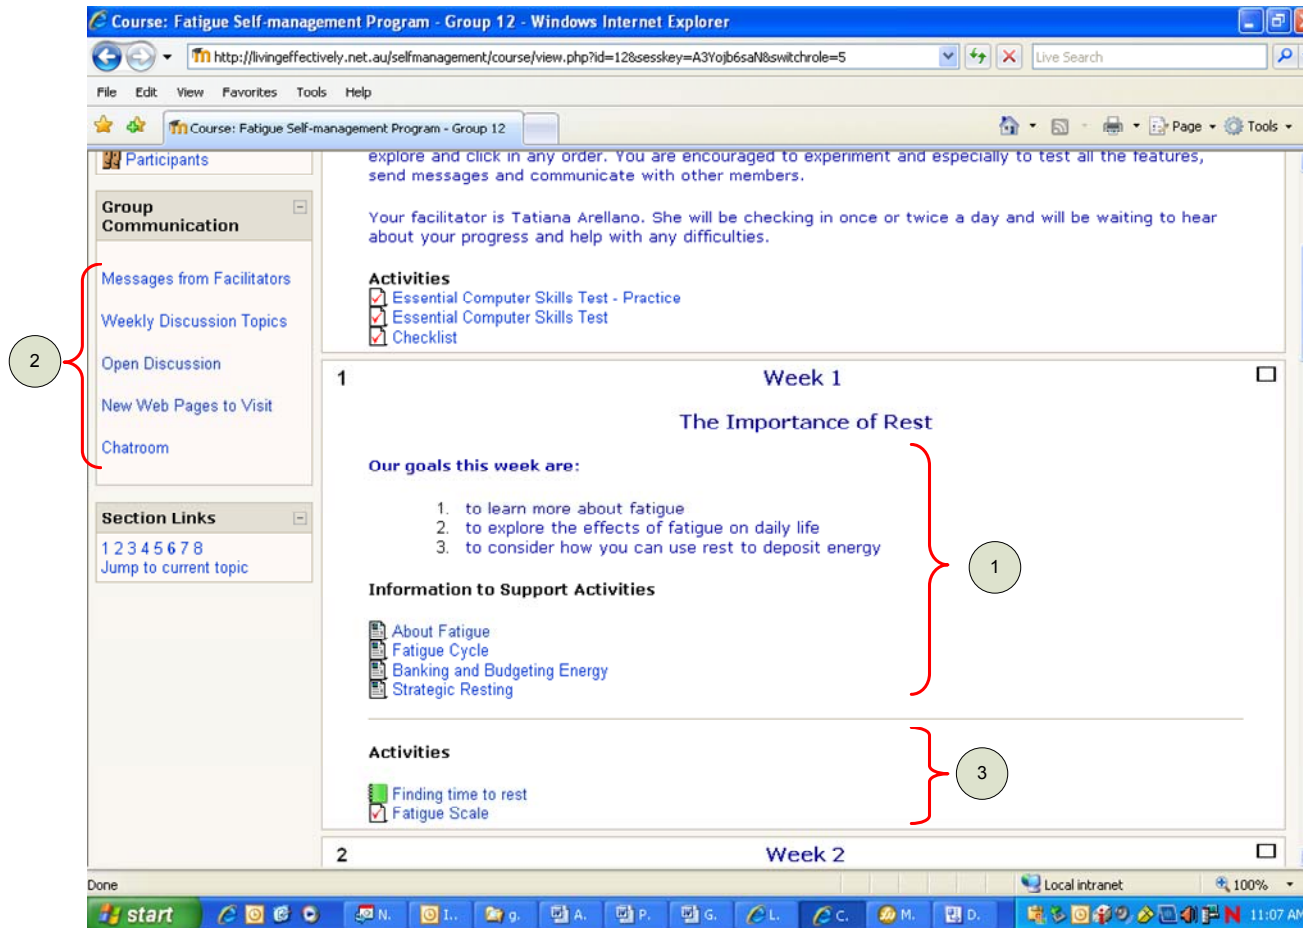 Course: Fatigue Self-management Program - Group 12 - Windows Internet Explorer
http://livingeffectively.net.au/selfmanagement/course/view.php?id=12&sesskey=A3Yojb6saN&switchrole=5
Live Search
File Edit View Favorites Tools Help
Course: Fatigue Self-management Program - Group 12
Page Tools
Participants
Group
Communication
Messages from Facilitators
Weekly Discussion Topics
Open Discussion
New Web Pages to Visit
Chatroom
2
Section Links
1 2 3 4 5 6 7 8
Jump to current topic
explore and click in any order. You are encouraged to experiment and especially to test all the features,
send messages and communicate with other members.
Your facilitator is Tatiana Arellano. She will be checking in once or twice a day and will be waiting to hear
about your progress and help with any difficulties.
Activities
Essential Computer Skills Test - Practice
Essential Computer Skills Test
Checklist
1 Week 1
The Importance of Rest
Our goals this week are:
1. to learn more about fatigue
2. to explore the effects of fatigue on daily life
3. to consider how you can use rest to deposit energy
1
Information to Support Activities
About Fatigue
Fatigue Cycle
Banking and Budgeting Energy
Strategic Resting
Activities
3
Finding time to rest
Fatigue Scale
2 Week 2
Done Local intranet 100%
start N. I.. g. A. P. G. L. C. M. D. N 11:07 AM